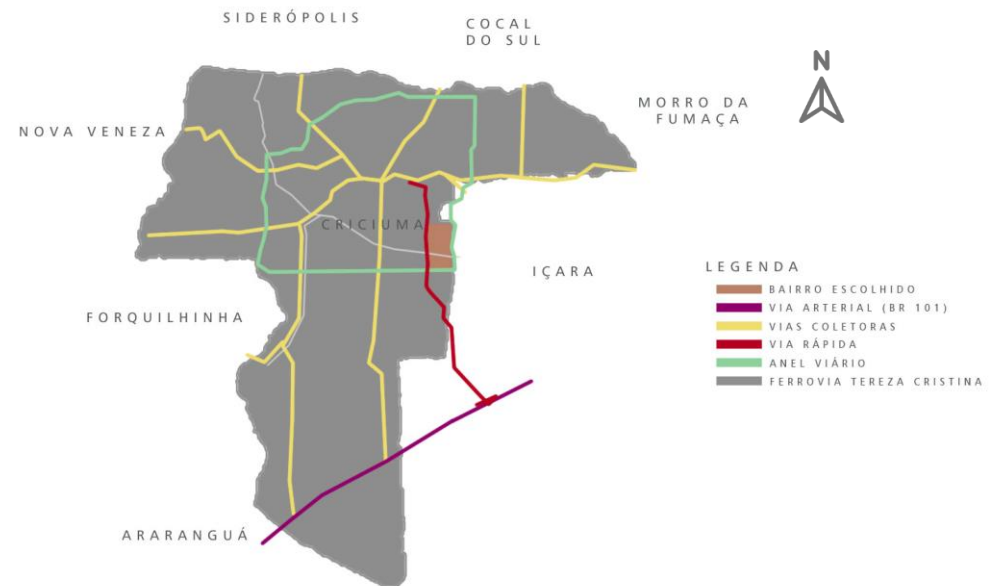 SIDERÓPOLIS
COCAL
DO SUL
N
MORRO DA
FUMAÇA
NOVA VENEZA
CRICIUMA
IÇARA
FORQUILHINHA
ARARANGUÁ
LEGENDA
BAIRRO ESCOLHIDO
VIA ARTERIAL (BR 101)
VIAS COLETORAS
VIA RÁPIDA
ANEL VIÁRIO
FERROVIA TEREZA CRISTINA